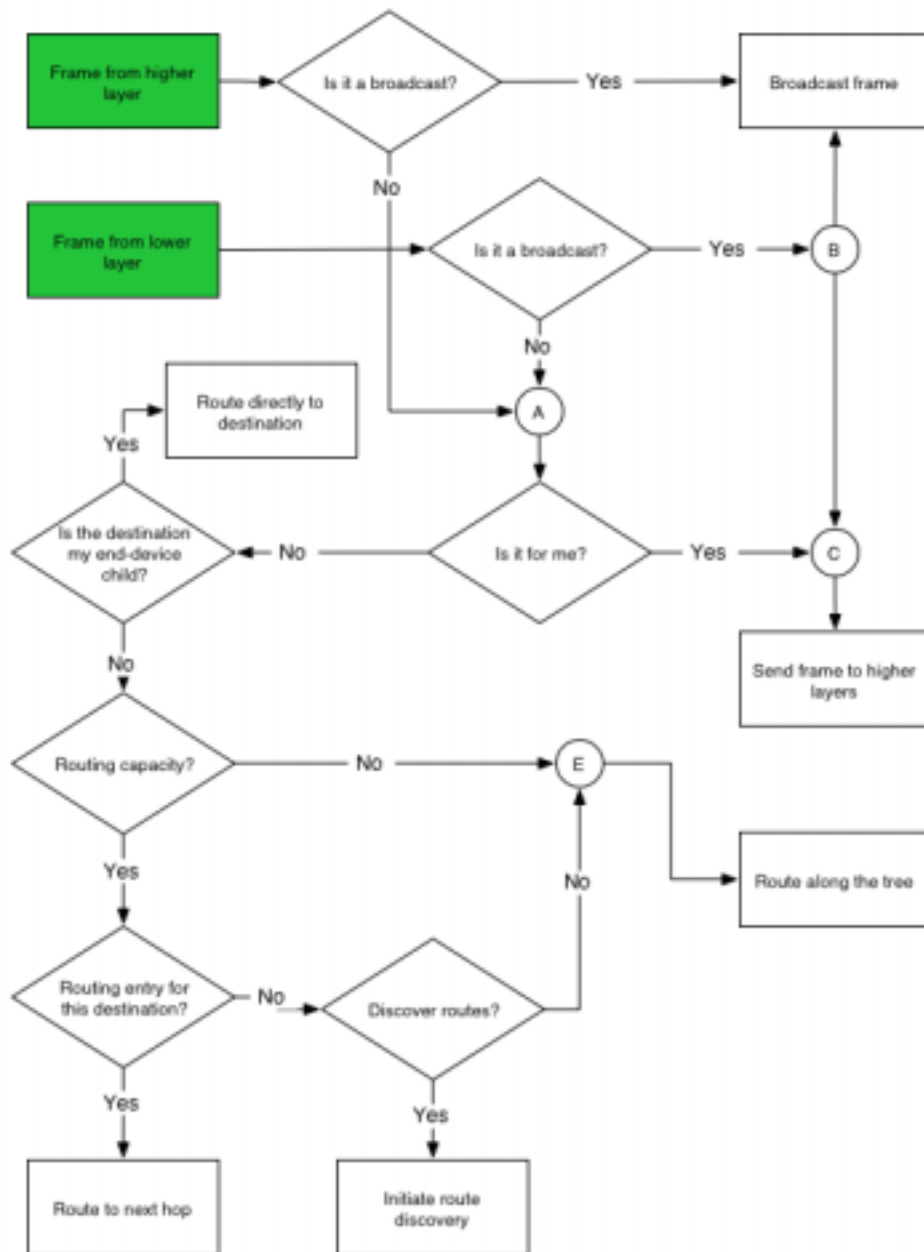 Frame from higher
layer
Is it a broadcast?
Yes
Broadcast frame
No
Frame from lower
layer
Is it a broadcast?
Yes
B
No
Route directly to
destination
A
Yes
Is the destination
my end-device
child?
No
Is it for me?
Yes
C
No
Send frame to higher
layers
Routing capacity?
No
E
Yes
No
Route along the tree
Routing entry for
this destination?
No
Discover routes?
Yes
Yes
Route to next hop
Initiate route
discovery